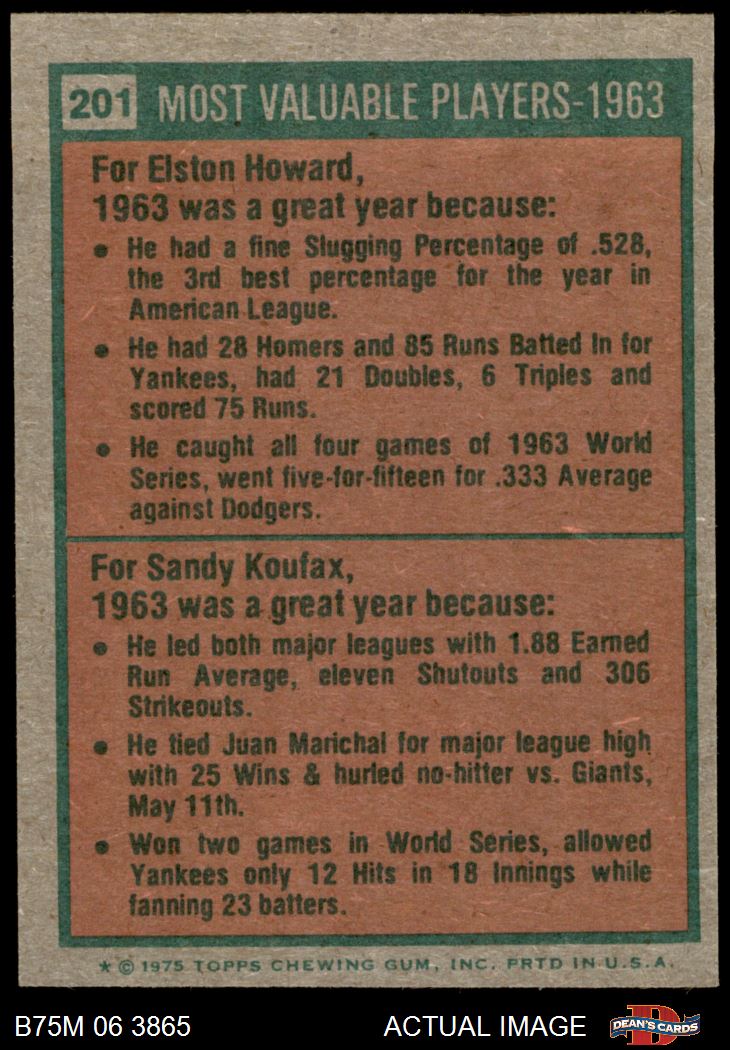 201 MOST VALUABLE PLAYERS-1963
For Elston Howard,
1963 was a great year because:
• He had a fine Slugging Percentage of .528,
the 3rd best percentage for the year in
American League.
• He had 28 Homers and 85 Runs Batted In for
Yankees, had 21 Doubles, 6 Triples and
scored 75 Runs.
• He caught all four games of 1963 World
Series, went five-for-fifteen for .333 Average
against Dodgers.
For Sandy Koufax,
1963 was a great year because:
• He led both major leagues with 1.88 Earned
Run Average, eleven Shutouts and 306
Strikeouts.
• He tied Juan Marichal for major league high
with 25 Wins & hurled no-hitter vs. Giants,
May 11th.
• Won two games in World Series, allowed
Yankees only 12 Hits in 18 Innings while
fanning 23 batters.
★ © 1975 TOPPS CHEWING GUM, INC. PRTD IN U.S.A.
B75M 06 3865 ACTUAL IMAGE D DEAN'S CARDS